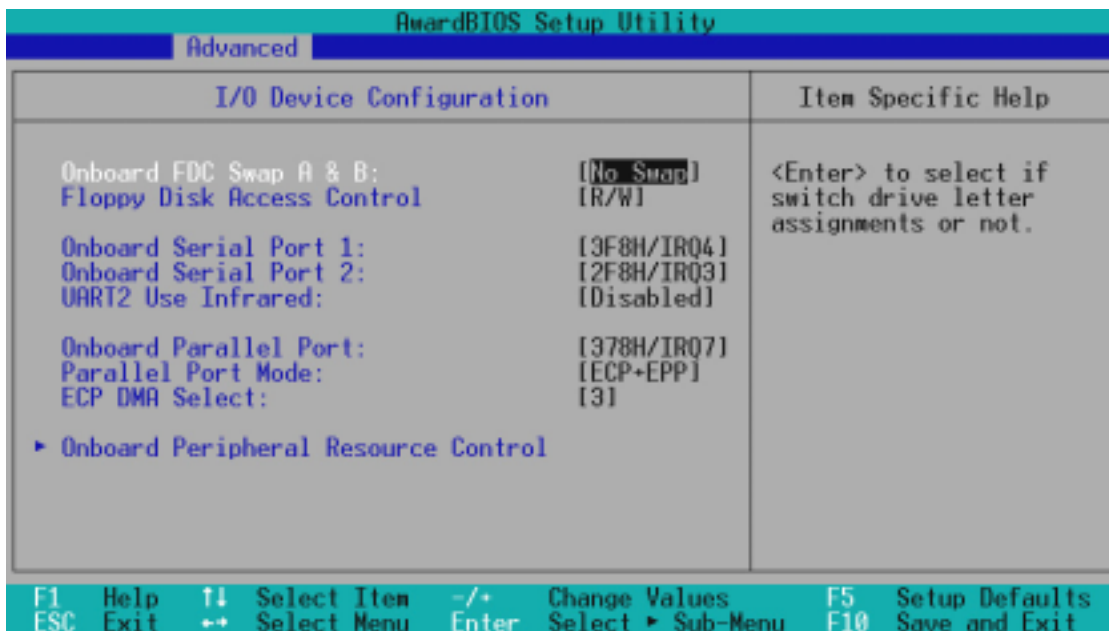 AwardBIOS Setup Utility
Advanced
I/O Device Configuration
Item Specific Help
Onboard FDC Swap A & B: [No Swap]
Floppy Disk Access Control [R/W]
Onboard Serial Port 1: [3F8H/IRQ4]
Onboard Serial Port 2: [2F8H/IRQ3]
UART2 Use Infrared: [Disabled]
Onboard Parallel Port: [378H/IRQ7]
Parallel Port Mode: [ECP+EPP]
ECP DMA Select: [3]
▸ Onboard Peripheral Resource Control
<Enter> to select if
switch drive letter
assignments or not.
F1 Help ↑↓ Select Item -/+ Change Values F5 Setup Defaults
ESC Exit ←→ Select Menu Enter Select ▸ Sub-Menu F10 Save and Exit